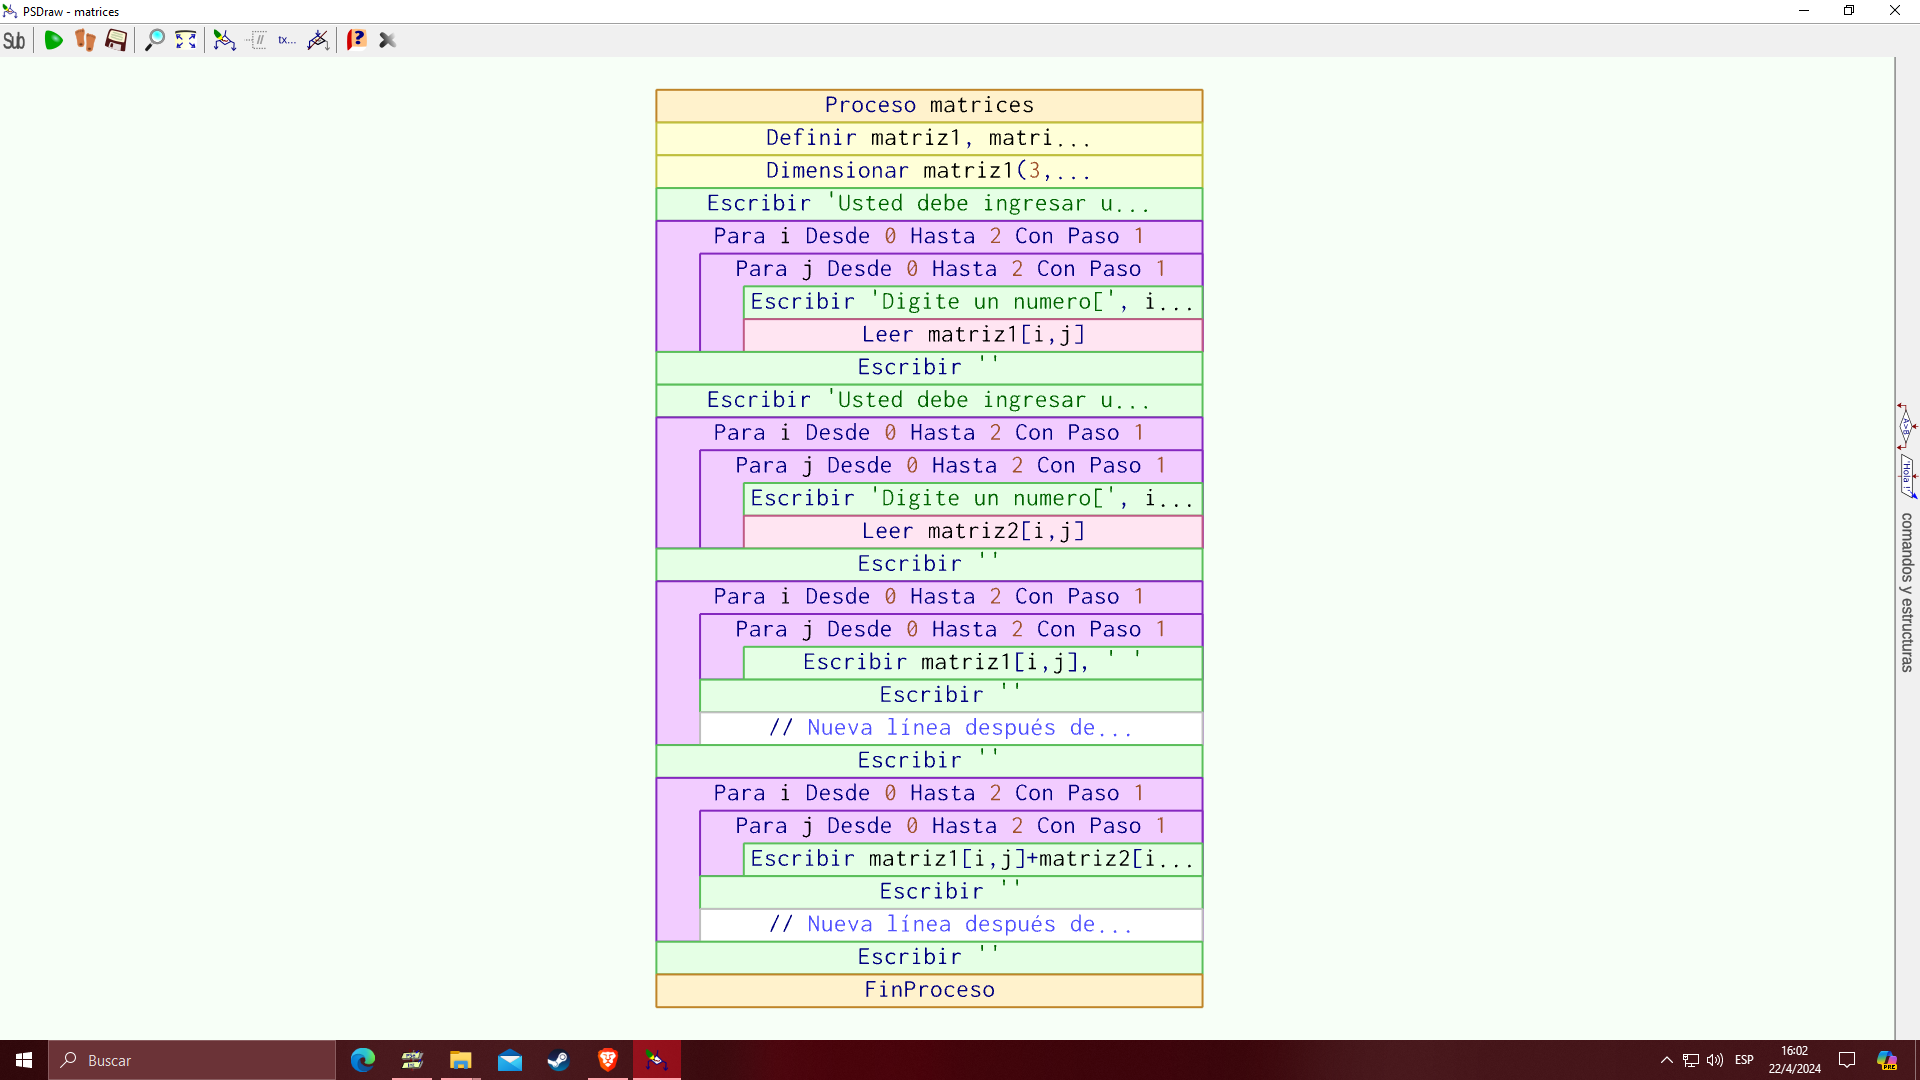 PSDraw - matrices
Sub
tx...
Proceso matrices
Definir matriz1, matri...
Dimensionar matriz1(3,...
Escribir 'Usted debe ingresar u...
Para i Desde 0 Hasta 2 Con Paso 1
Para j Desde 0 Hasta 2 Con Paso 1
Escribir 'Digite un numero[', i...
Leer matriz1[i,j]
Escribir ''
Escribir 'Usted debe ingresar u...
Para i Desde 0 Hasta 2 Con Paso 1
Para j Desde 0 Hasta 2 Con Paso 1
Escribir 'Digite un numero[', i...
Leer matriz2[i,j]
Escribir ''
Para i Desde 0 Hasta 2 Con Paso 1
Para j Desde 0 Hasta 2 Con Paso 1
Escribir matriz1[i,j], ' '
Escribir ''
// Nueva línea después de...
Escribir ''
Para i Desde 0 Hasta 2 Con Paso 1
Para j Desde 0 Hasta 2 Con Paso 1
Escribir matriz1[i,j]+matriz2[i...
Escribir ''
// Nueva línea después de...
Escribir ''
FinProceso
A>B
'Hola !'
comandos y estructuras
Buscar
ESP
16:02
22/4/2024
PRE